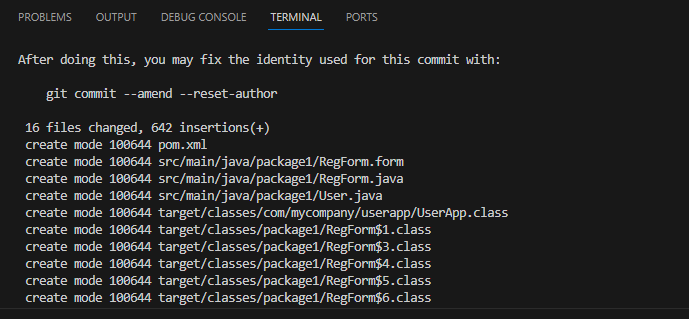 PROBLEMS OUTPUT DEBUG CONSOLE TERMINAL PORTS
After doing this, you may fix the identity used for this commit with:
git commit --amend --reset-author
16 files changed, 642 insertions(+)
create mode 100644 pom.xml
create mode 100644 src/main/java/package1/RegForm.form
create mode 100644 src/main/java/package1/RegForm.java
create mode 100644 src/main/java/package1/User.java
create mode 100644 target/classes/com/mycompany/userapp/UserApp.class
create mode 100644 target/classes/package1/RegForm$1.class
create mode 100644 target/classes/package1/RegForm$3.class
create mode 100644 target/classes/package1/RegForm$4.class
create mode 100644 target/classes/package1/RegForm$5.class
create mode 100644 target/classes/package1/RegForm$6.class